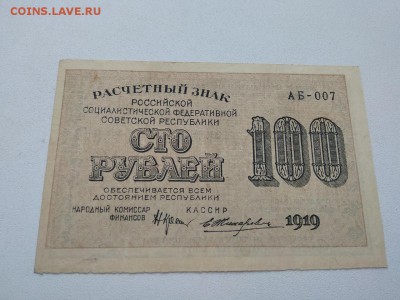 COINS.LAVE.RU
РАСЧЕТНЫЙ ЗНАК
РОССИЙСКОЙ
СОЦИАЛИСТИЧЕСКОЙ ФЕДЕРАТИВНОЙ
СОВЕТСКОЙ РЕСПУБЛИКИ
АБ-007
СТО
РУБЛЕЙ
100
ОБЕСПЕЧИВАЕТСЯ ВСЕМ
ДОСТОЯНИЕМ РЕСПУБЛИКИ
НАРОДНЫЙ КОМИССАР
ФИНАНСОВ
КАССИР
1919